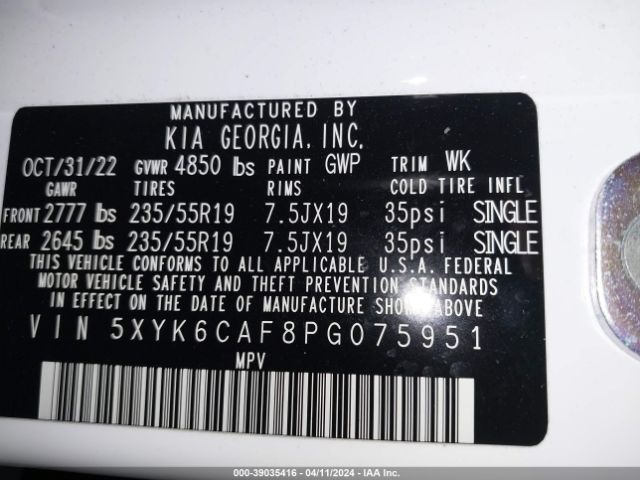 MANUFACTURED BY
KIA GEORGIA, INC.
OCT/31/22 GVWR 4850 lbs PAINT GWP TRIM WK
GAWR TIRES RIMS COLD TIRE INFL
FRONT 2777 lbs 235/55R19 7.5JX19 35psi SINGLE
REAR 2645 lbs 235/55R19 7.5JX19 35psi SINGLE
THIS VEHICLE CONFORMS TO ALL APPLICABLE U.S.A. FEDERAL
MOTOR VEHICLE SAFETY AND THEFT PREVENTION STANDARDS
IN EFFECT ON THE DATE OF MANUFACTURE SHOWN ABOVE.
VIN 5XYK6CAF8PG075951
MPV
000-39035416 - 04/11/2024 - IAA Inc.